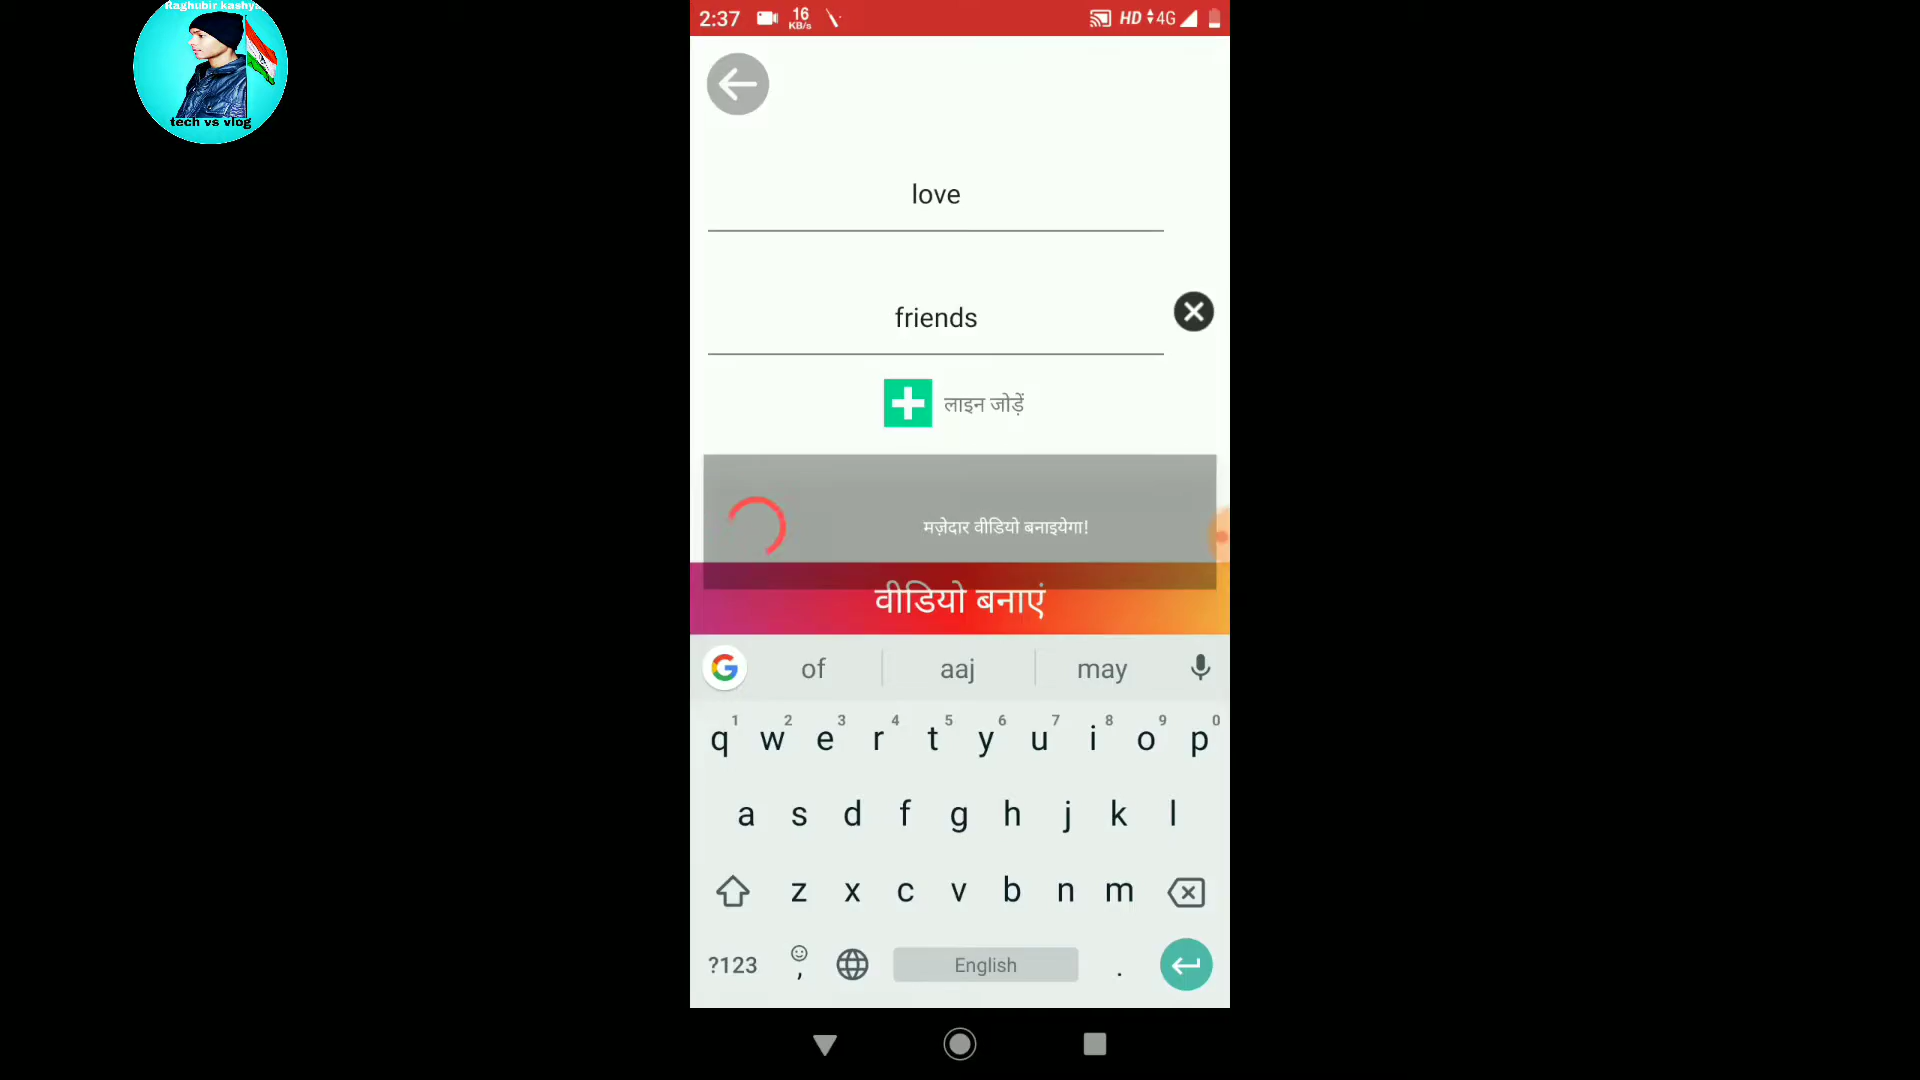 Raghubir kashy
tech vs vlog
2:37 16 KB/s HD 4G
love
friends
लाइन जोड़ें
मज़ेदार वीडियो बनाइयेगा!
वीडियो बनाएं
of aaj may
1 2 3 4 5 6 7 8 9 0
q w e r t y u i o p
a s d f g h j k l
z x c v b n m
?123 , English .